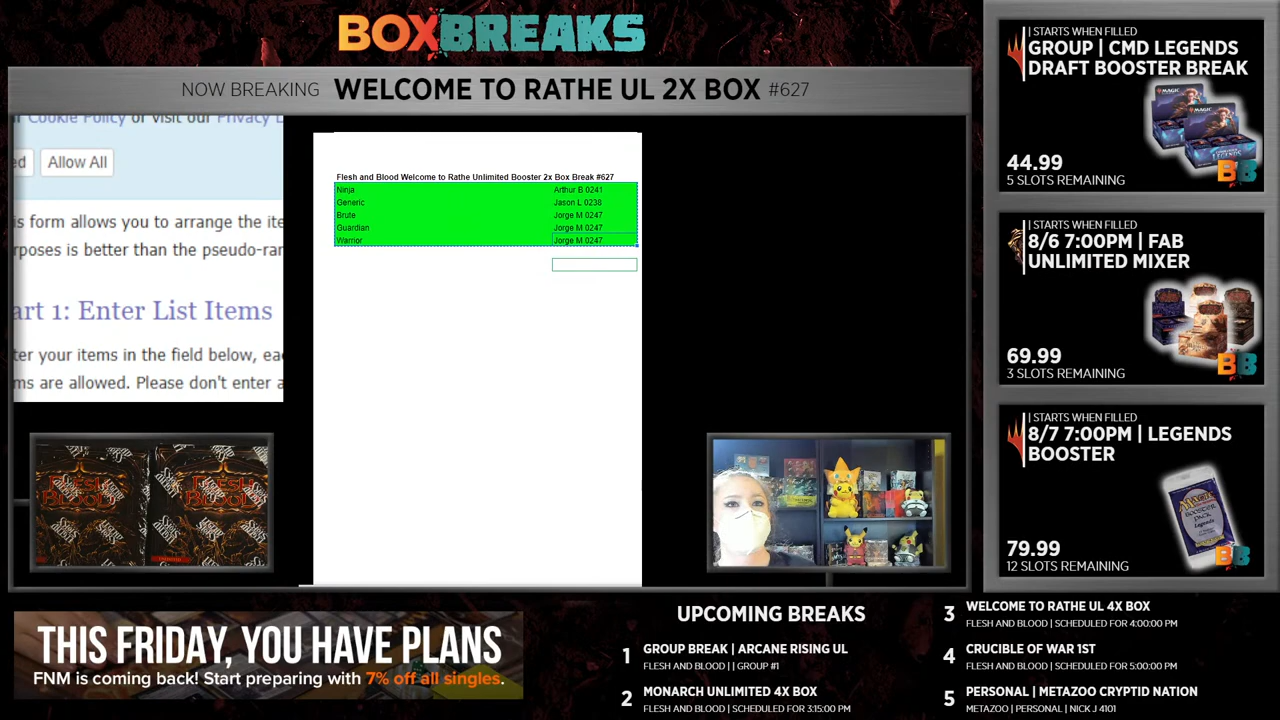 BOXBREAKS
NOW BREAKING WELCOME TO RATHE UL 2X BOX #627
Cookie Policy or visit our Privacy
ed Allow All
is form allows you to arrange the ite
rposes is better than the pseudo-ran
art 1: Enter List Items
ter your items in the field below, eac
ms are allowed. Please don't enter a
Flesh and Blood Welcome to Rathe Unlimited Booster 2x Box Break #627
Ninja Arthur B 0241
Generic Jason L 0238
Brute Jorge M 0247
Guardian Jorge M 0247
Warrior Jorge M 0247
FLESH BLOOD
FLESH BLOOD
| STARTS WHEN FILLED
GROUP | CMD LEGENDS
DRAFT BOOSTER BREAK
44.99
5 SLOTS REMAINING
BB
| STARTS WHEN FILLED
8/6 7:00PM | FAB
UNLIMITED MIXER
69.99
3 SLOTS REMAINING
BB
| STARTS WHEN FILLED
8/7 7:00PM | LEGENDS
BOOSTER
79.99
12 SLOTS REMAINING
BB
THIS FRIDAY, YOU HAVE PLANS
FNM is coming back! Start preparing with 7% off all singles.
UPCOMING BREAKS
1 GROUP BREAK | ARCANE RISING UL
FLESH AND BLOOD | | GROUP #1
2 MONARCH UNLIMITED 4X BOX
FLESH AND BLOOD | SCHEDULED FOR 3:15:00 PM
3 WELCOME TO RATHE UL 4X BOX
FLESH AND BLOOD | SCHEDULED FOR 4:00:00 PM
4 CRUCIBLE OF WAR 1ST
FLESH AND BLOOD | SCHEDULED FOR 5:00:00 PM
5 PERSONAL | METAZOO CRYPTID NATION
METAZOO | PERSONAL | NICK J 4101